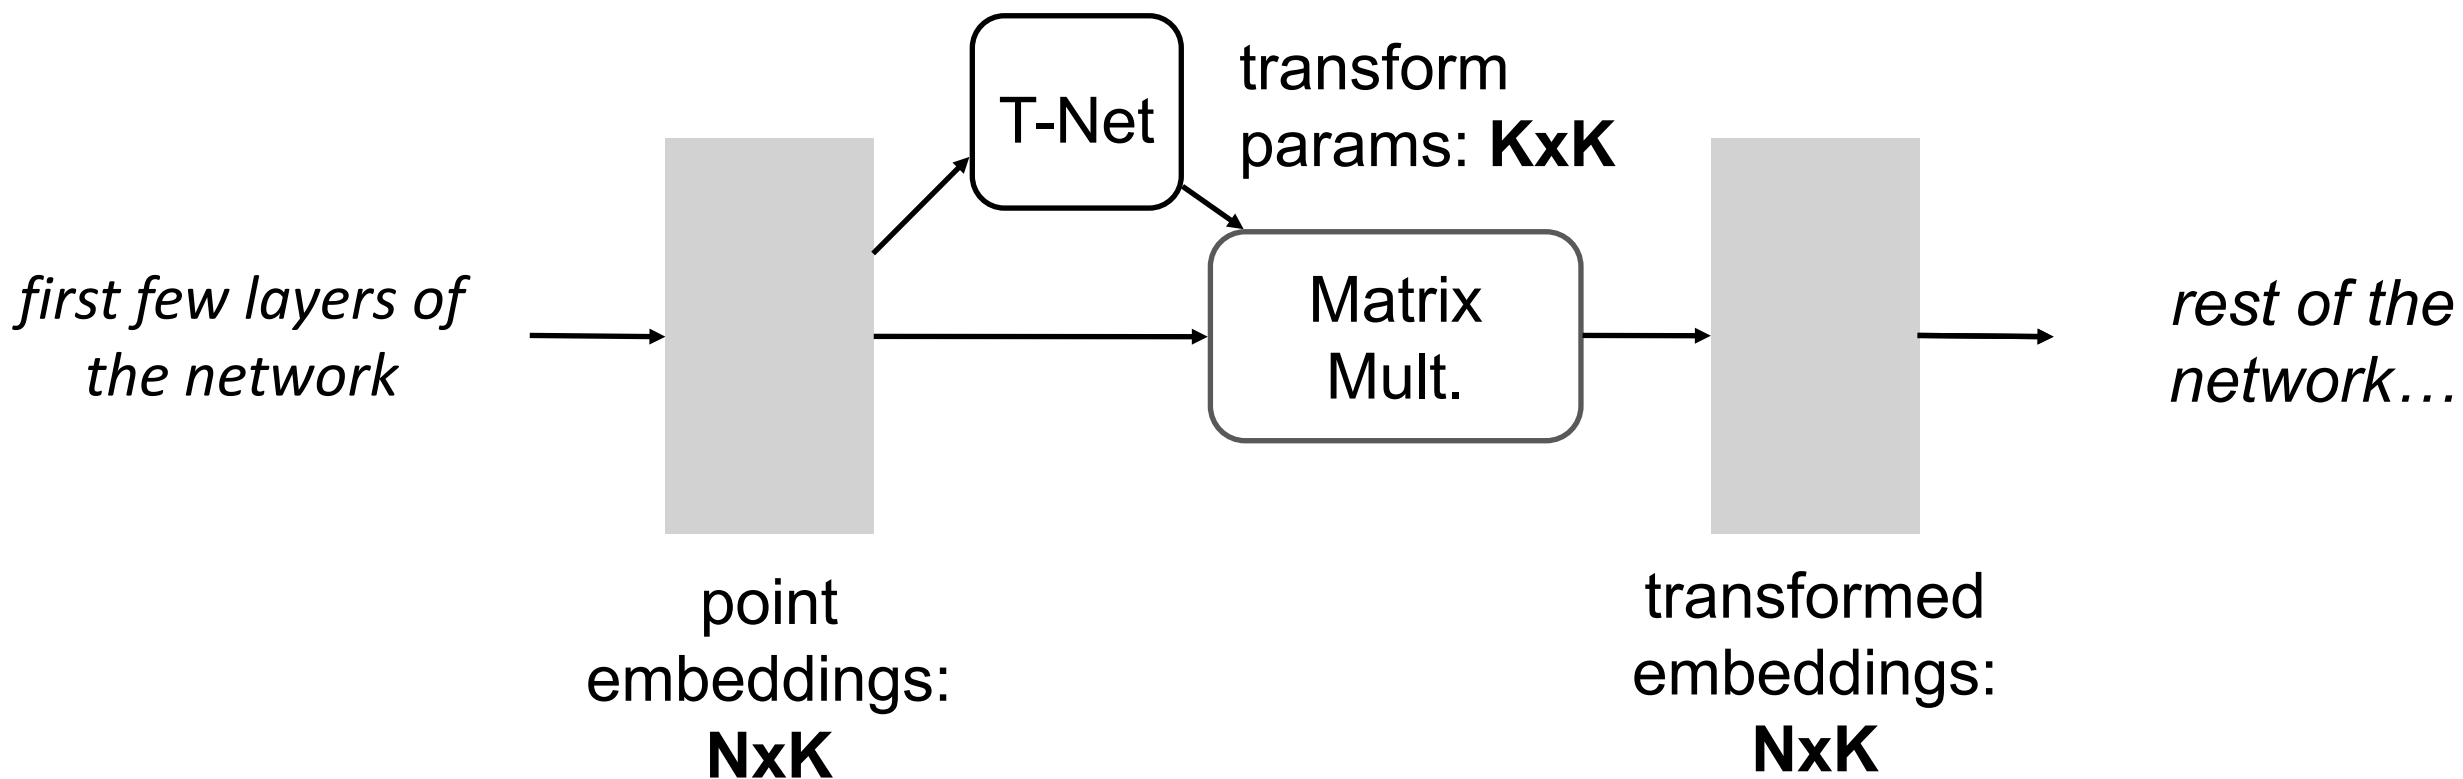 T-Net
transform
params: KxK
first few layers of
the network
Matrix
Mult.
rest of the
network…
point
embeddings:
NxK
transformed
embeddings:
NxK